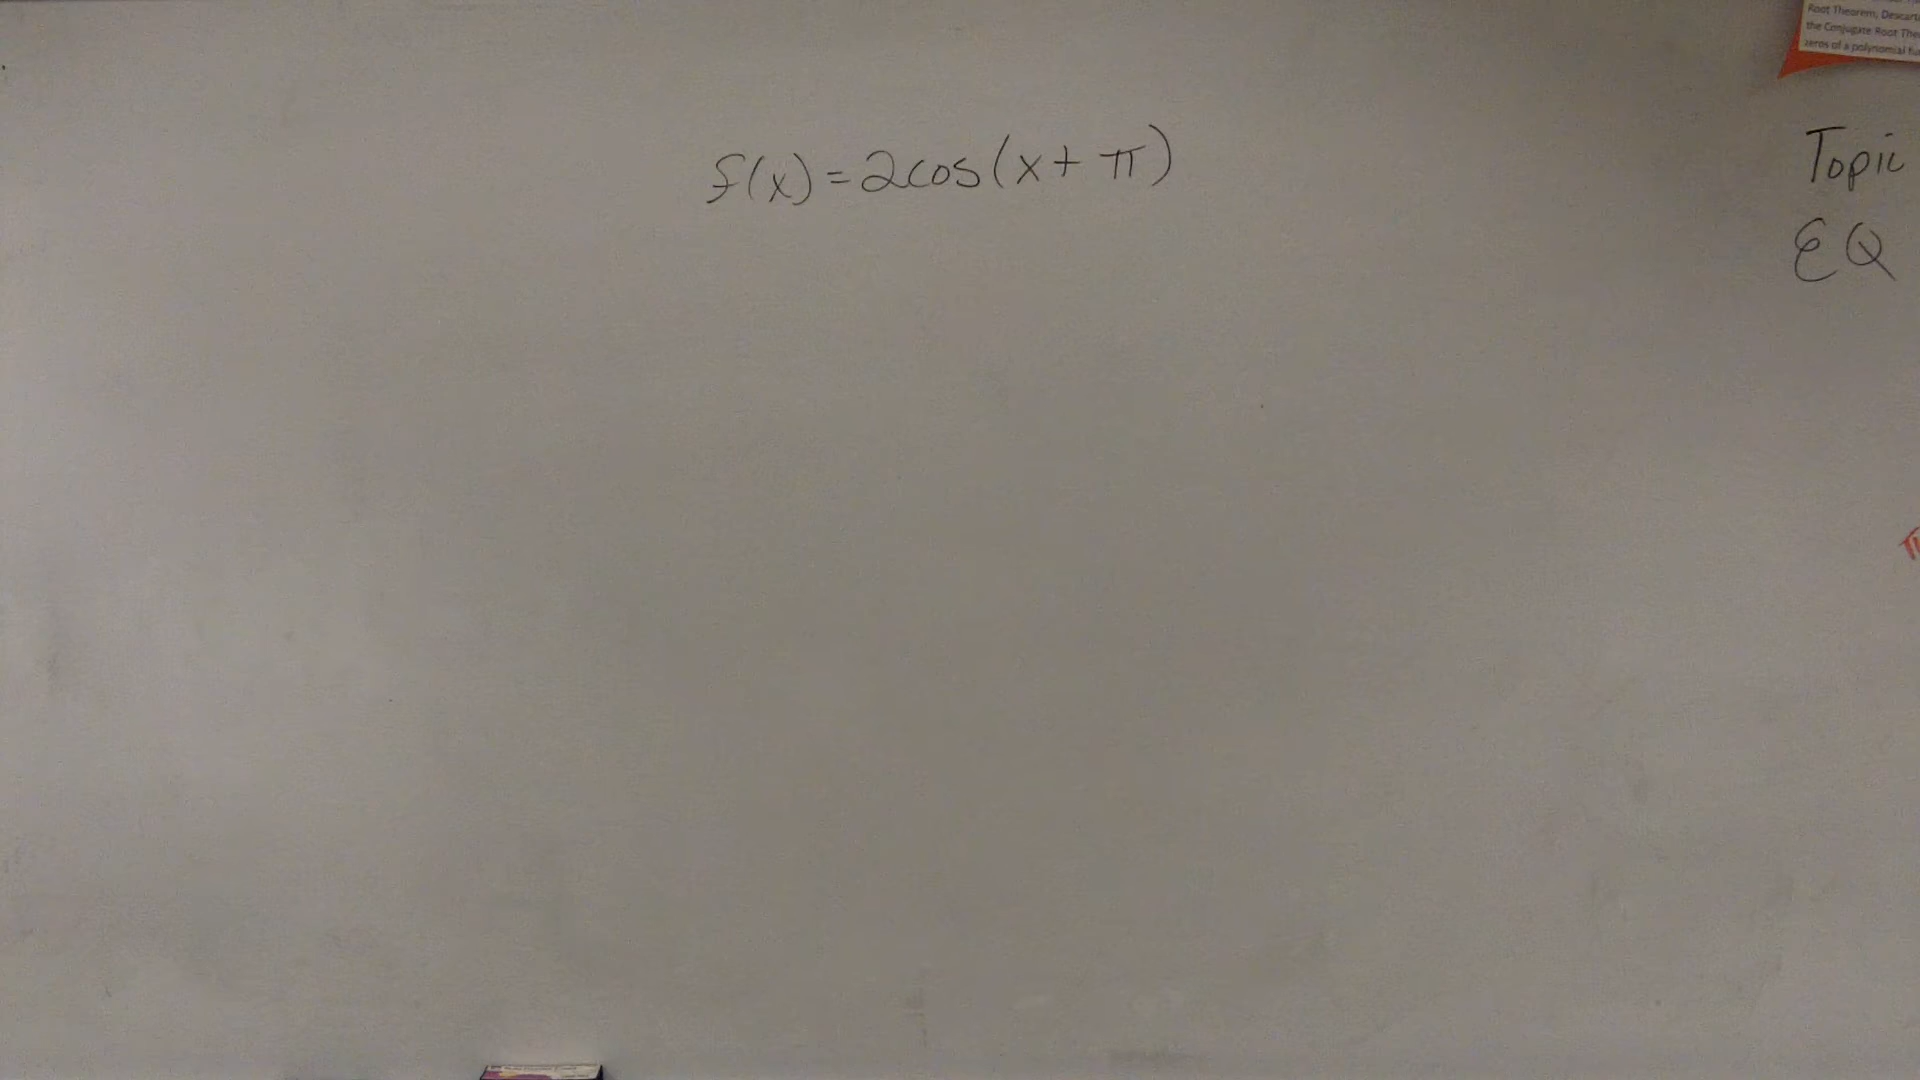 Root Theorem, Descart
the Conjugate Root The
zeros of a polynomial fu
f(x)=2cos(x+π)
Topic
EQ